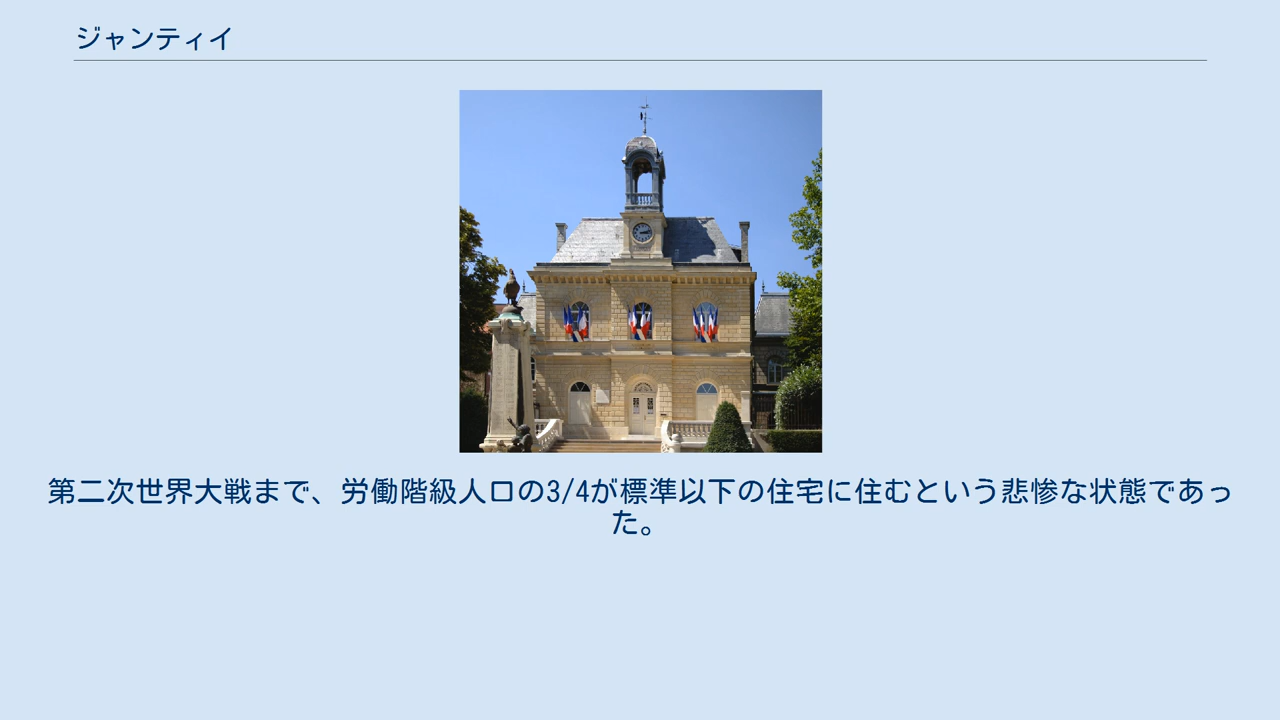 ジャンティイ
第二次世界大戦まで、労働階級人口の3/4が標準以下の住宅に住むという悲惨な状態であっ
た。